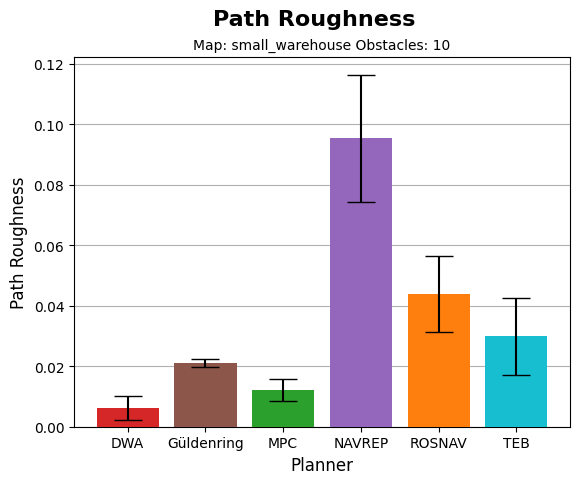 Path Roughness
Map: small_warehouse Obstacles: 10
Path Roughness
0.12
0.10
0.08
0.06
0.04
0.02
0.00
DWA Güldenring MPC NAVREP ROSNAV TEB
Planner